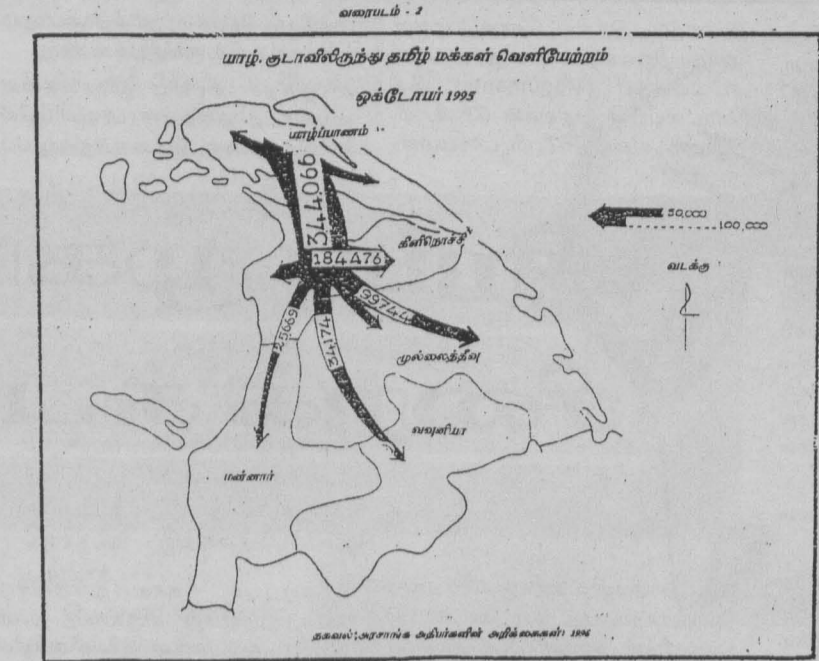 வரைபடம் - 2
யாழ். குடாவிலிருந்து தமிழ் மக்கள் வெளியேற்றம்
ஒக்டோபர் 1995
யாழ்ப்பாணம்
344066
50,000
100,000
கிளிநொச்சி
184476
வடக்கு
99744
25669
34174
முல்லைத்தீவு
வவுனியா
மன்னார்
தகவல்: அரசாங்க அதிபர்களின் அறிக்கைகள்: 1996